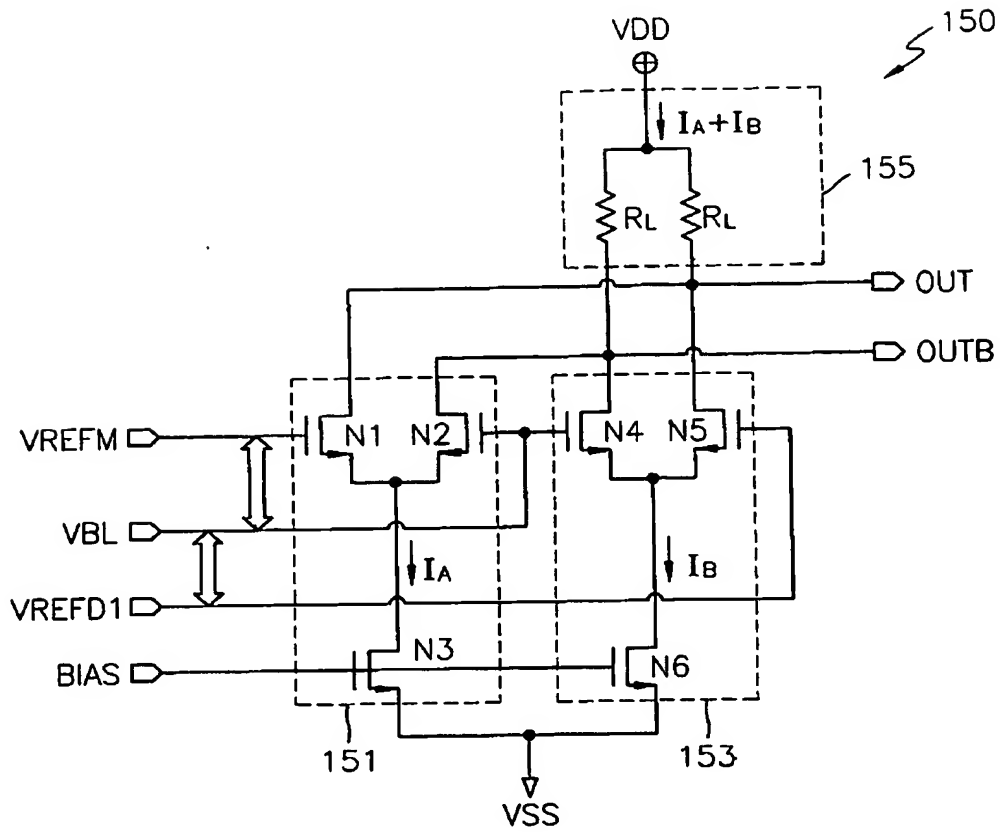 150
VDD
IA+IB
155
RL
RL
OUT
OUTB
VREFM
N1
N2
N4
N5
VBL
IA
IB
VREFD1
N3
BIAS
N6
151
153
VSS